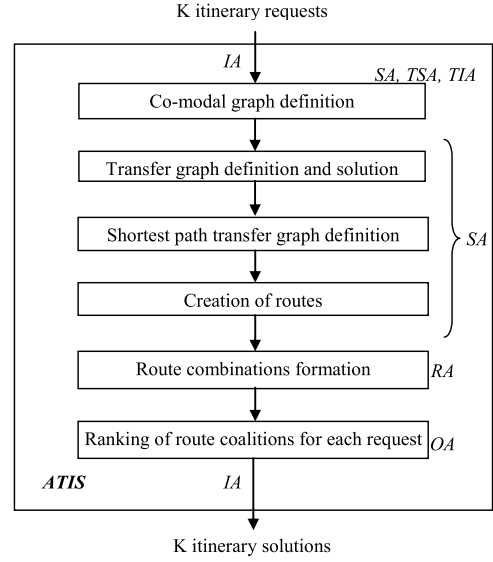 K itinerary requests
IA
SA, TSA, TIA
Co-modal graph definition
Transfer graph definition and solution
Shortest path transfer graph definition
SA
Creation of routes
Route combinations formation
RA
Ranking of route coalitions for each request
OA
ATIS
IA
K itinerary solutions